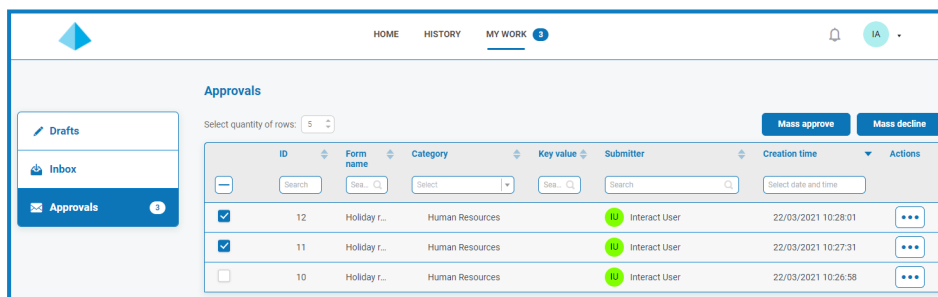 HOME HISTORY MY WORK 3 IA
Approvals
Select quantity of rows: 5 Mass approve Mass decline
Drafts
Inbox
Approvals 3
ID Form name Category Key value Submitter Creation time Actions
Search Sea... Select Sea... Search Select date and time
12 Holiday r... Human Resources IU Interact User 22/03/2021 10:28:01
11 Holiday r... Human Resources IU Interact User 22/03/2021 10:27:31
10 Holiday r... Human Resources IU Interact User 22/03/2021 10:26:58